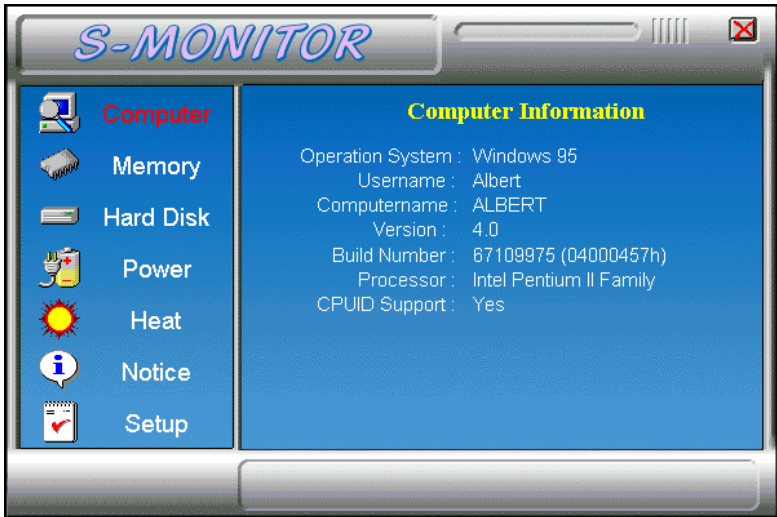 S-MONITOR
Computer
Memory
Hard Disk
Power
Heat
Notice
Setup
Computer Information
Operation System : Windows 95
Username : Albert
Computername : ALBERT
Version : 4.0
Build Number : 67109975 (04000457h)
Processor : Intel Pentium II Family
CPUID Support : Yes